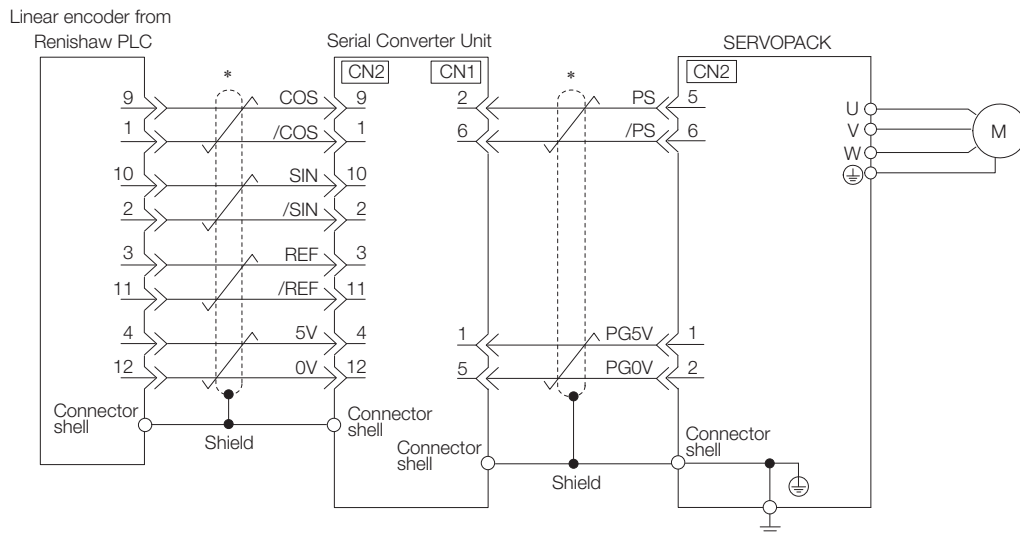 Linear encoder from
Renishaw PLC
Serial Converter Unit
SERVOPACK
CN2
CN1
CN2
*
*
9 COS 9
1 /COS 1
10 SIN 10
2 /SIN 2
3 REF 3
11 /REF 11
4 5V 4
12 0V 12
2 PS 5
6 /PS 6
1 PG5V 1
5 PG0V 2
U
V
W
M
Connector
shell
Shield
Connector
shell
Connector
shell
Shield
Connector
shell